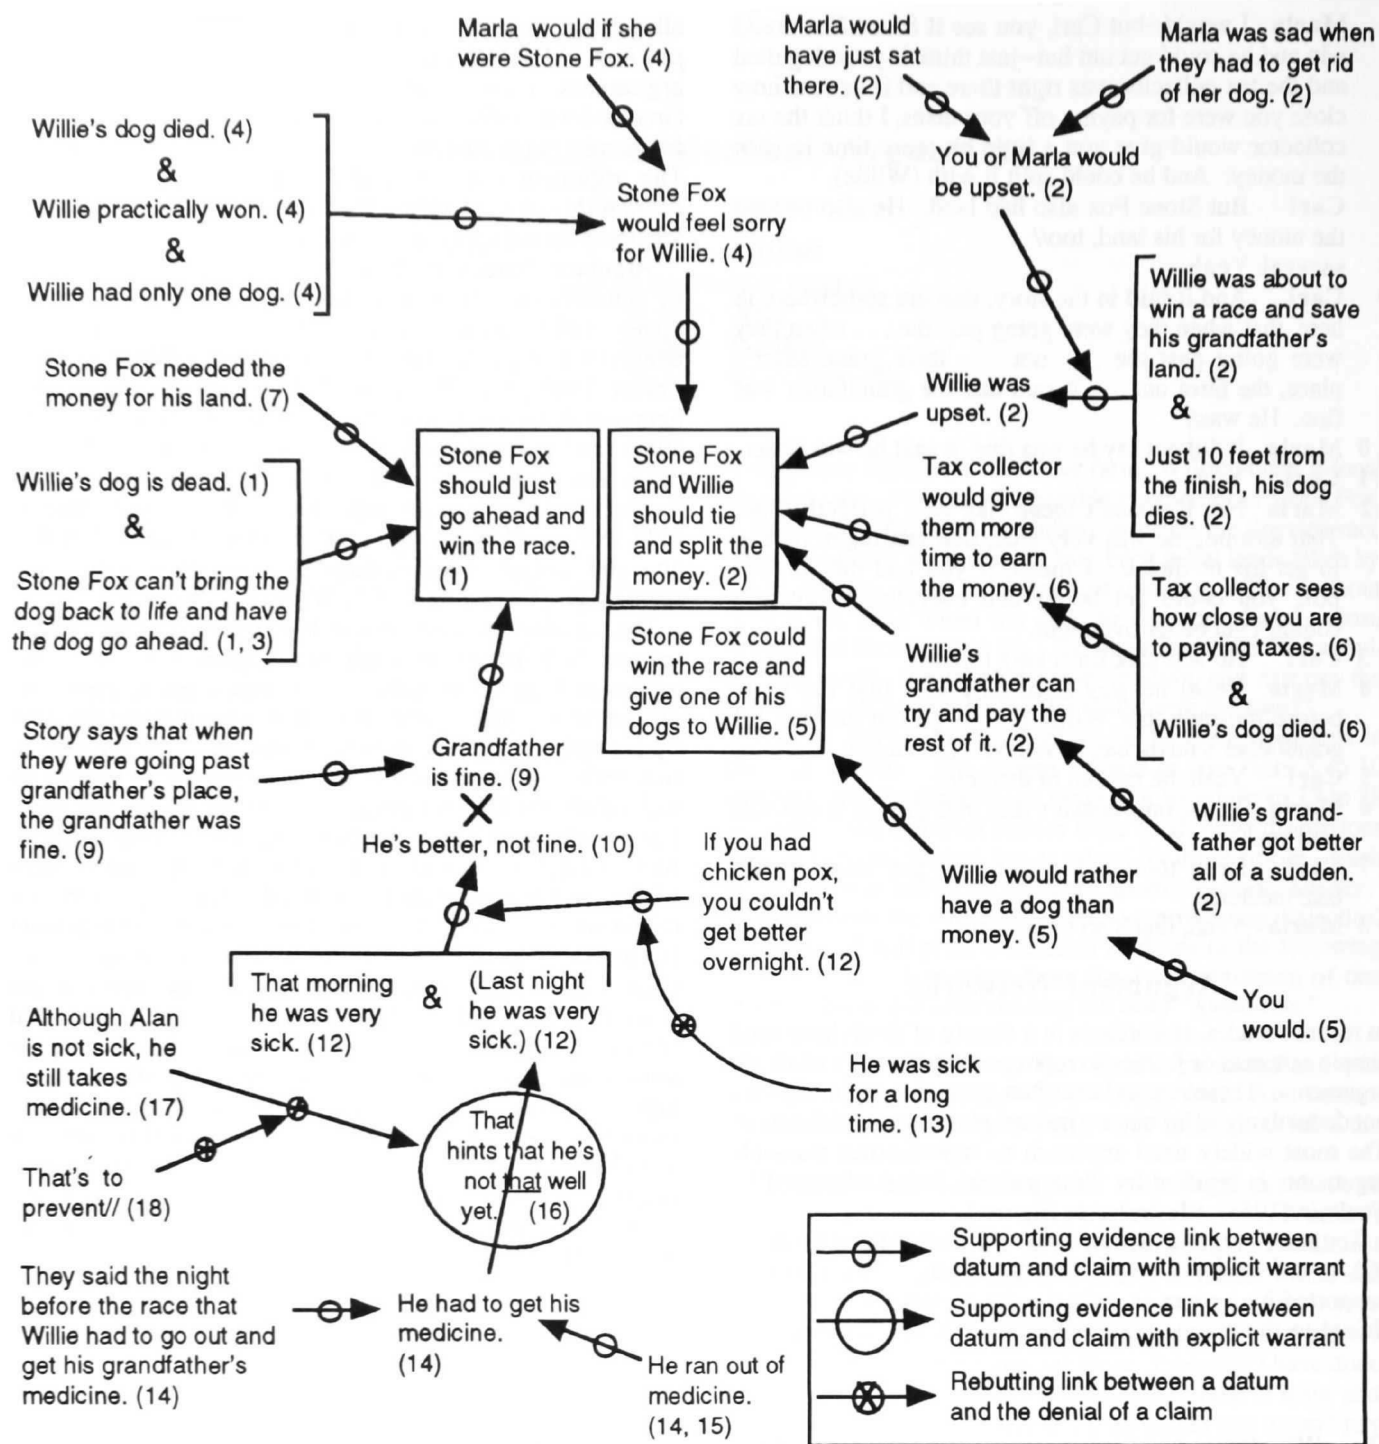 Marla would if she
were Stone Fox. (4)
Marla would
have just sat
there. (2)
Marla was sad when
they had to get rid
of her dog. (2)
Willie's dog died. (4)
&
Willie practically won. (4)
&
Willie had only one dog. (4)
Stone Fox
would feel sorry
for Willie. (4)
You or Marla would
be upset. (2)
Willie was about to
win a race and save
his grandfather's
land. (2)
&
Just 10 feet from
the finish, his dog
dies. (2)
Stone Fox needed the
money for his land. (7)
Willie was
upset. (2)
Willie's dog is dead. (1)
&
Stone Fox can't bring the
dog back to life and have
the dog go ahead. (1, 3)
Stone Fox
should just
go ahead and
win the race.
(1)
Stone Fox
and Willie
should tie
and split the
money. (2)
Tax collector
would give
them more
time to earn
the money. (6)
Tax collector sees
how close you are
to paying taxes. (6)
&
Willie's dog died. (6)
Stone Fox could
win the race and
give one of his
dogs to Willie. (5)
Willie's
grandfather can
try and pay the
rest of it. (2)
Story says that when
they were going past
grandfather's place,
the grandfather was
fine. (9)
Grandfather
is fine. (9)
He's better, not fine. (10)
If you had
chicken pox,
you couldn't
get better
overnight. (12)
Willie would rather
have a dog than
money. (5)
Willie's grand-
father got better
all of a sudden.
(2)
You
would. (5)
That morning
he was very
sick. (12)
&
(Last night
he was very
sick.) (12)
He was sick
for a long
time. (13)
Although Alan
is not sick, he
still takes
medicine. (17)
That's to
prevent// (18)
That
hints that he's
not that well
yet. (16)
They said the night
before the race that
Willie had to go out and
get his grandfather's
medicine. (14)
He had to get his
medicine.
(14)
He ran out of
medicine.
(14, 15)
Supporting evidence link between
datum and claim with implicit warrant
Supporting evidence link between
datum and claim with explicit warrant
Rebutting link between a datum
and the denial of a claim